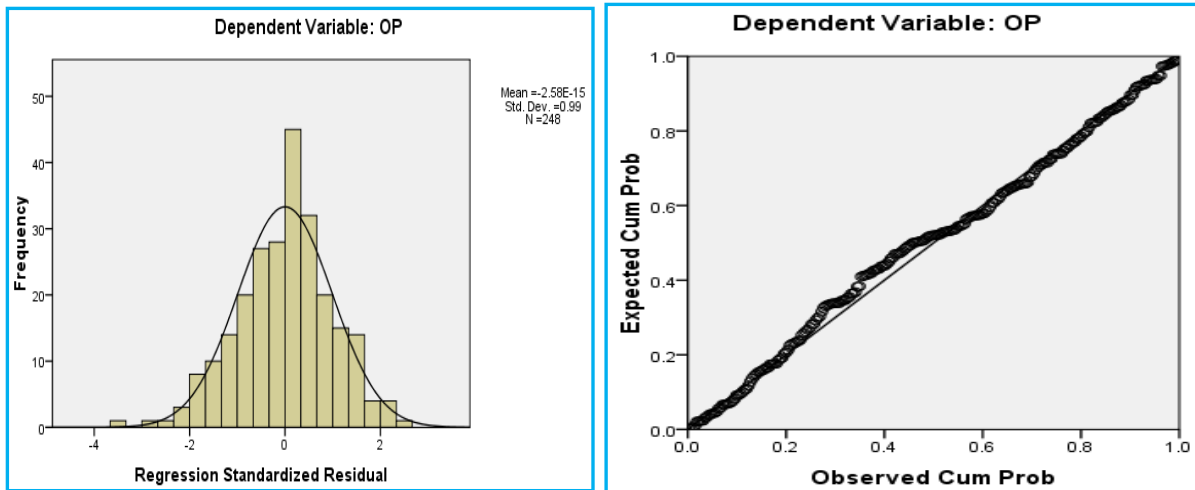 Dependent Variable: OP
Mean =-2.58E-15
Std. Dev. =0.99
N =248
50
40
30
20
10
0
Frequency
-4
-2
0
2
Regression Standardized Residual
Dependent Variable: OP
1.0
0.8
0.6
0.4
0.2
0.0
Expected Cum Prob
0.0
0.2
0.4
0.6
0.8
1.0
Observed Cum Prob